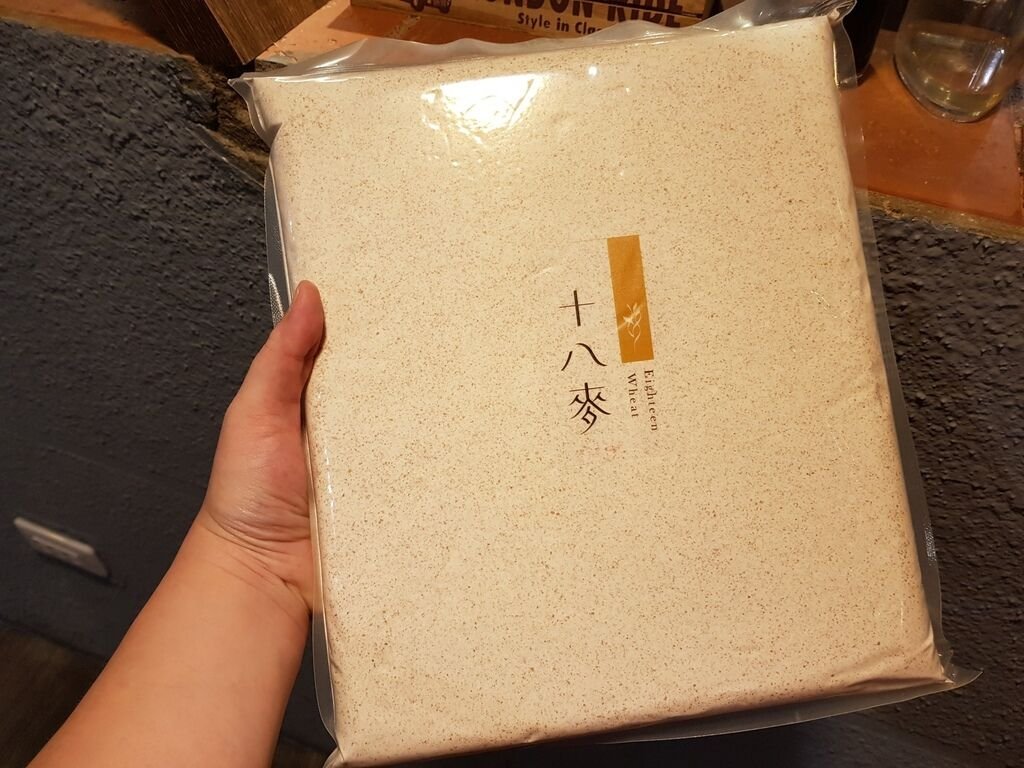 Style in Cla
十八麥
Eighteen
Wheat